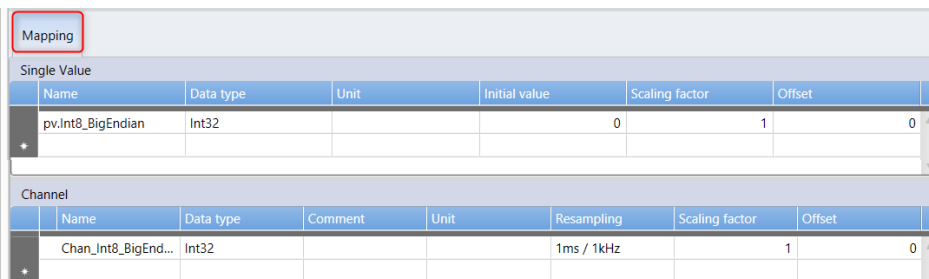 Mapping
Single Value
Name Data type Unit Initial value Scaling factor Offset
pv.Int8_BigEndian Int32 0 1 0
*
Channel
Name Data type Comment Unit Resampling Scaling factor Offset
Chan_Int8_BigEnd... Int32 1ms / 1kHz 1 0
*